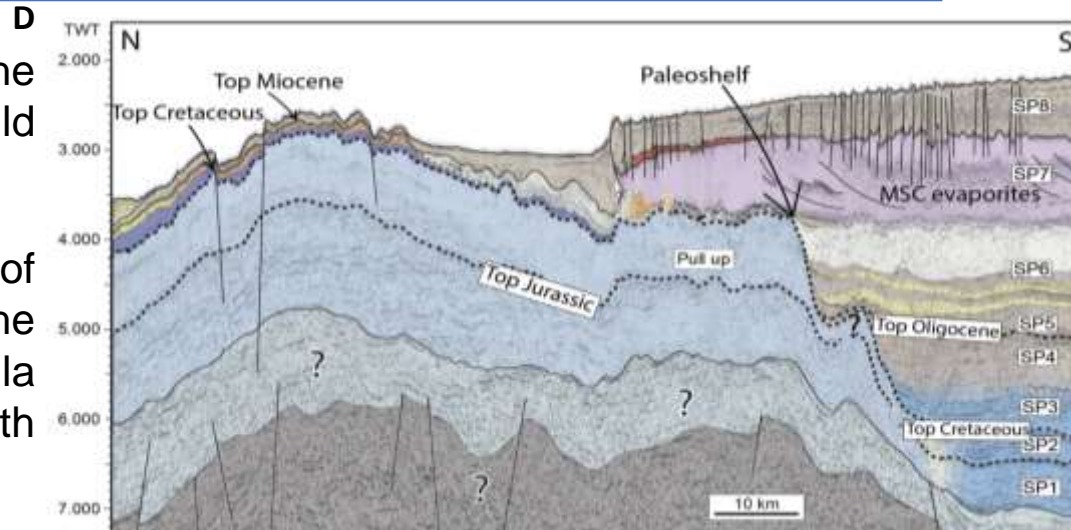 D
ne
ld
of
ne
la
th
TWT
N
S
2.000
Top Miocene
Paleoshelf
Top Cretaceous
SP8
3.000
SP7
MSC evaporites
4.000
Pull up
SP6
Top Jurassic
5.000
?
Top Oligocene
SP5
?
SP4
?
SP3
6.000
Top Cretaceous
SP2
?
SP1
10 km
7.000